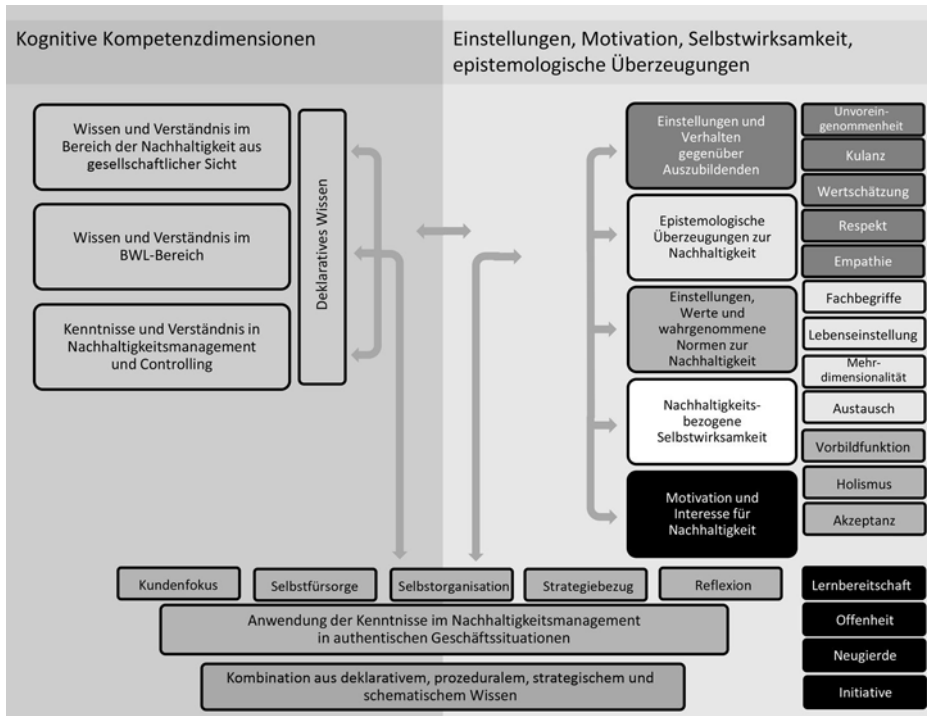 Kognitive Kompetenzdimensionen
Einstellungen, Motivation, Selbstwirksamkeit,
epistemologische Überzeugungen
Wissen und Verständnis im
Bereich der Nachhaltigkeit aus
gesellschaftlicher Sicht
Wissen und Verständnis im
BWL-Bereich
Kenntnisse und Verständnis in
Nachhaltigkeitsmanagement
und Controlling
Deklaratives Wissen
Einstellungen und
Verhalten
gegenüber
Auszubildenden
Epistemologische
Überzeugungen zur
Nachhaltigkeit
Einstellungen,
Werte und
wahrgenommene
Normen zur
Nachhaltigkeit
Nachhaltigkeits-
bezogene
Selbstwirksamkeit
Motivation und
Interesse für
Nachhaltigkeit
Unvorein-
genommenheit
Kulanz
Wertschätzung
Respekt
Empathie
Fachbegriffe
Lebenseinstellung
Mehr-
dimensionalität
Austausch
Vorbildfunktion
Holismus
Akzeptanz
Kundenfokus
Selbstfürsorge
Selbstorganisation
Strategiebezug
Reflexion
Lernbereitschaft
Offenheit
Neugierde
Initiative
Anwendung der Kenntnisse im Nachhaltigkeitsmanagement
in authentischen Geschäftssituationen
Kombination aus deklarativem, prozeduralem, strategischem und
schematischem Wissen